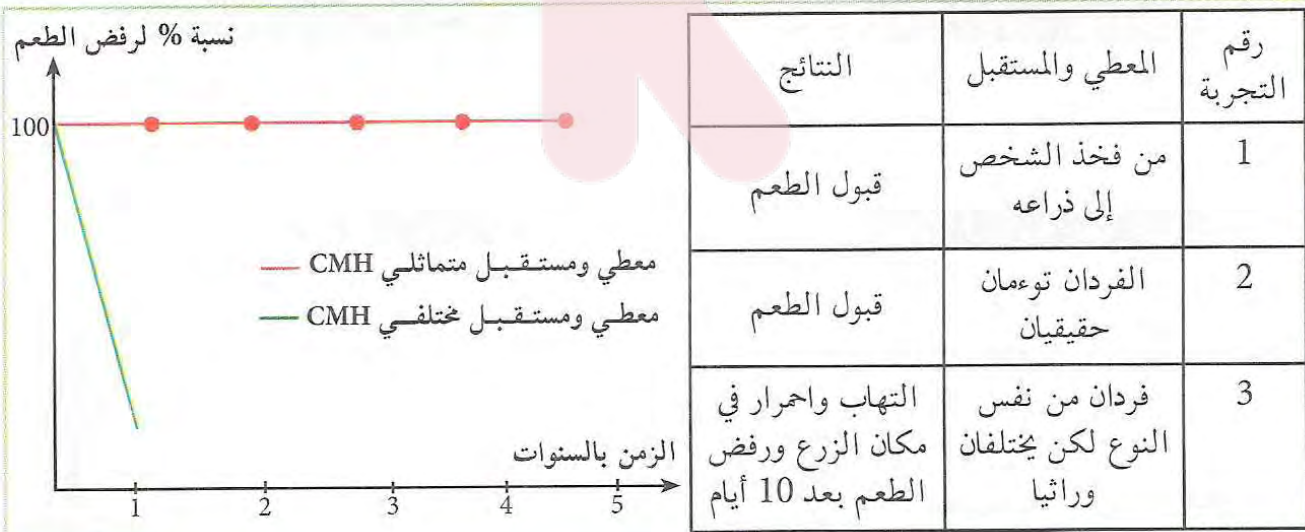 نسبة % لرفض الطعم
100
معطي ومستقبل متماثلي CMH
معطي ومستقبل مختلفي CMH
الزمن بالسنوات
1 2 3 4 5
رقم التجربة
المعطي والمستقبل
النتائج
1
من فخذ الشخص
إلى ذراعه
قبول الطعم
2
الفردان توءمان
حقيقيان
قبول الطعم
3
فردان من نفس
النوع لكن يختلفان
وراثيا
التهاب واحمرار في
مكان الزرع ورفض
الطعم بعد 10 أيام